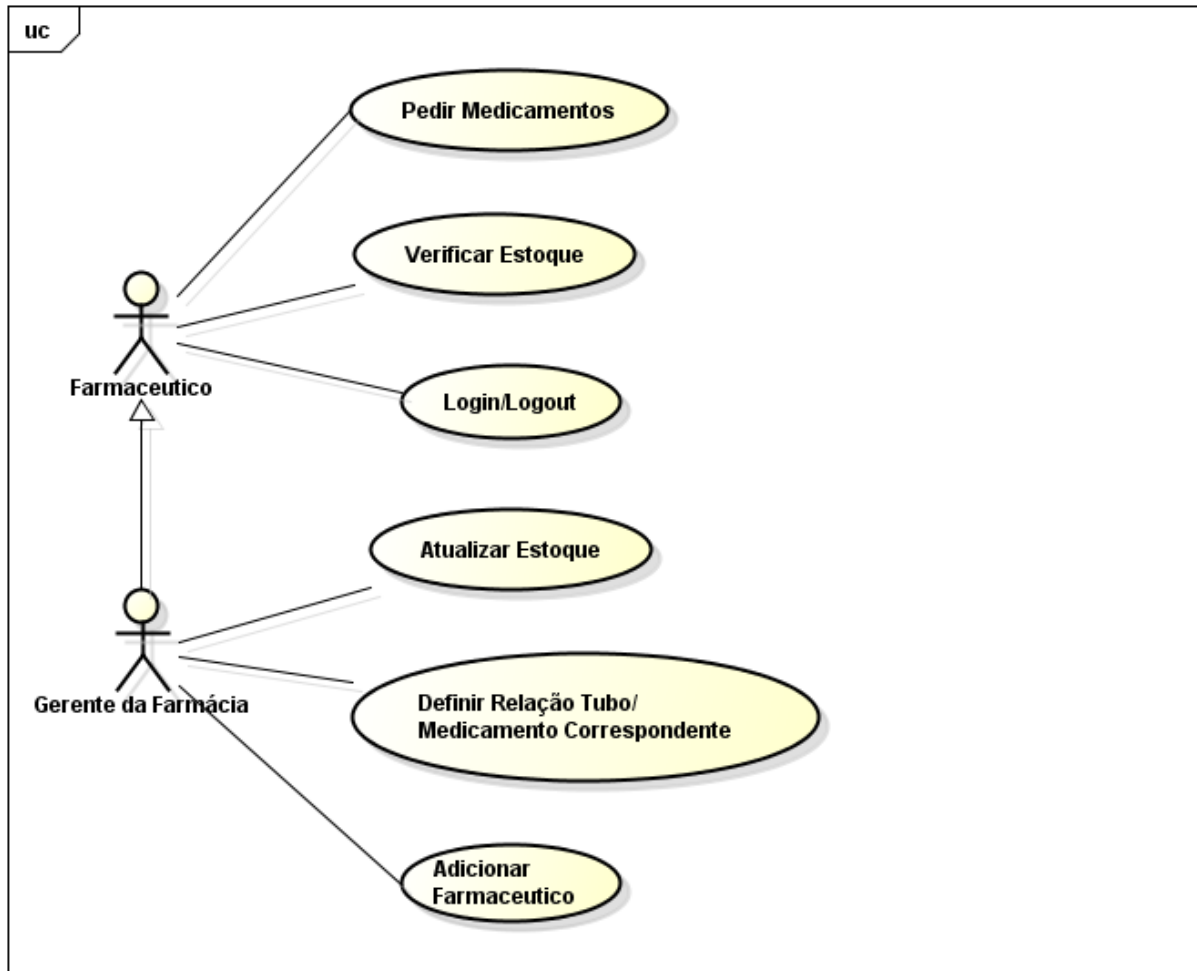 uc
Pedir Medicamentos
Verificar Estoque
Farmaceutico
Login/Logout
Atualizar Estoque
Gerente da Farmácia
Definir Relação Tubo/
Medicamento Correspondente
Adicionar
Farmaceutico